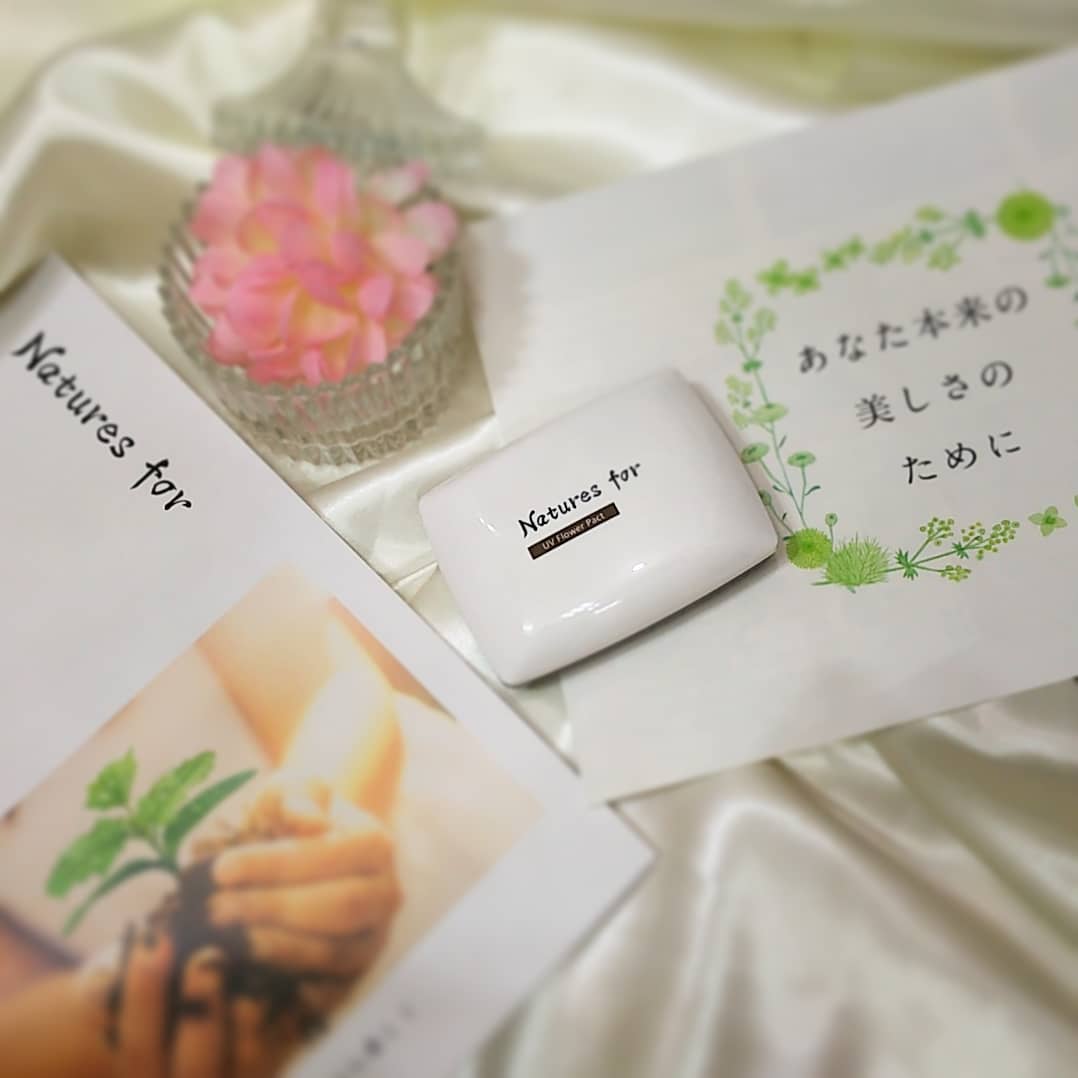 Natures for
Natures for
UV Flower Pact
あなた本来の
美しさの
ために